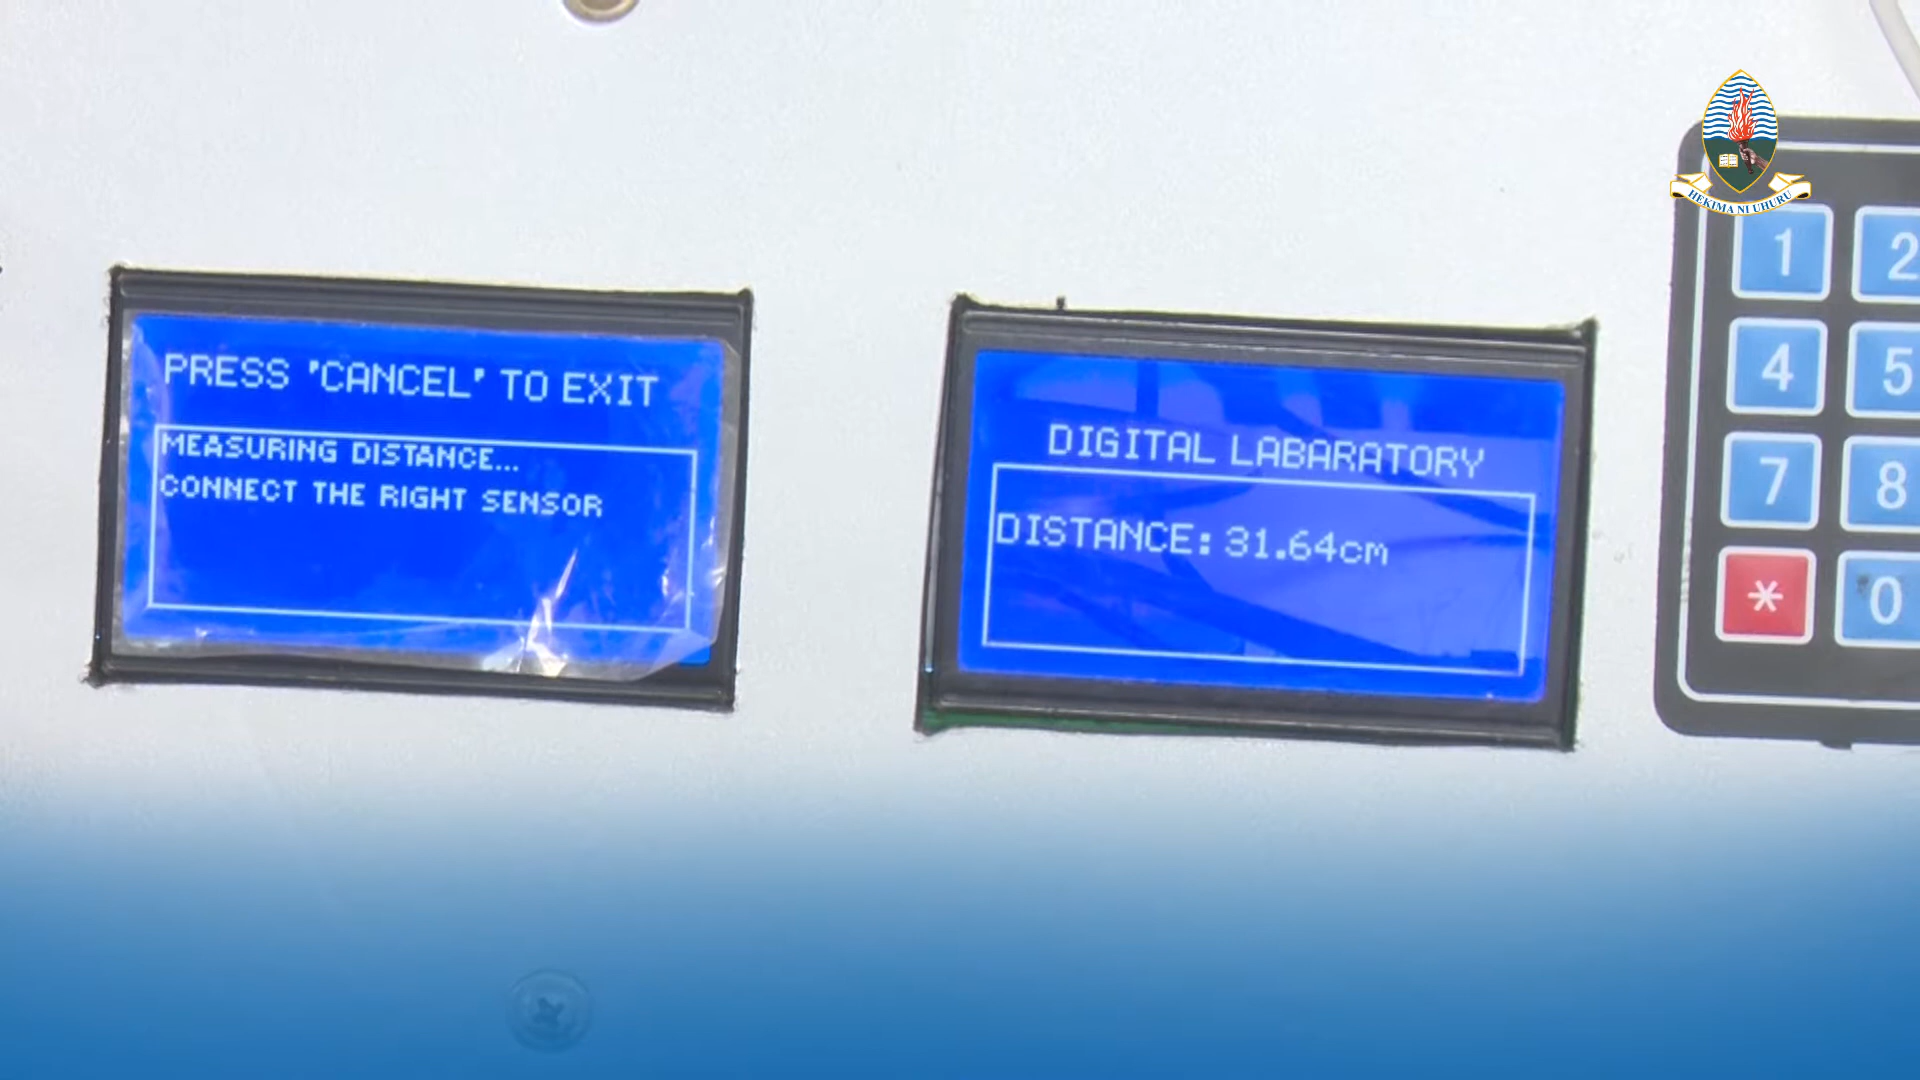 PRESS 'CANCEL' TO EXIT
MEASURING DISTANCE...
CONNECT THE RIGHT SENSOR
DIGITAL LABARATORY
DISTANCE: 31.64cm
HEKIMA NI UHURU
1 2
4 5
7 8
* 0